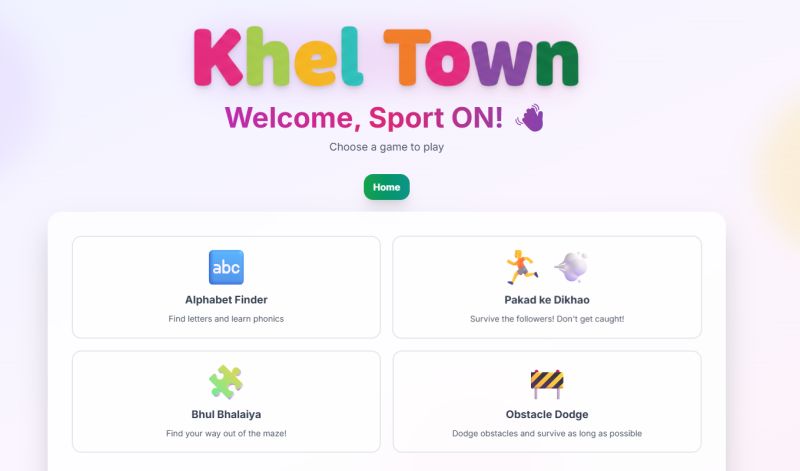 Khel Town
Welcome, Sport ON!
Choose a game to play
Home
abc
Alphabet Finder
Find letters and learn phonics
Pakad ke Dikhao
Survive the followers! Don't get caught!
Bhul Bhalaiya
Find your way out of the maze!
Obstacle Dodge
Dodge obstacles and survive as long as possible